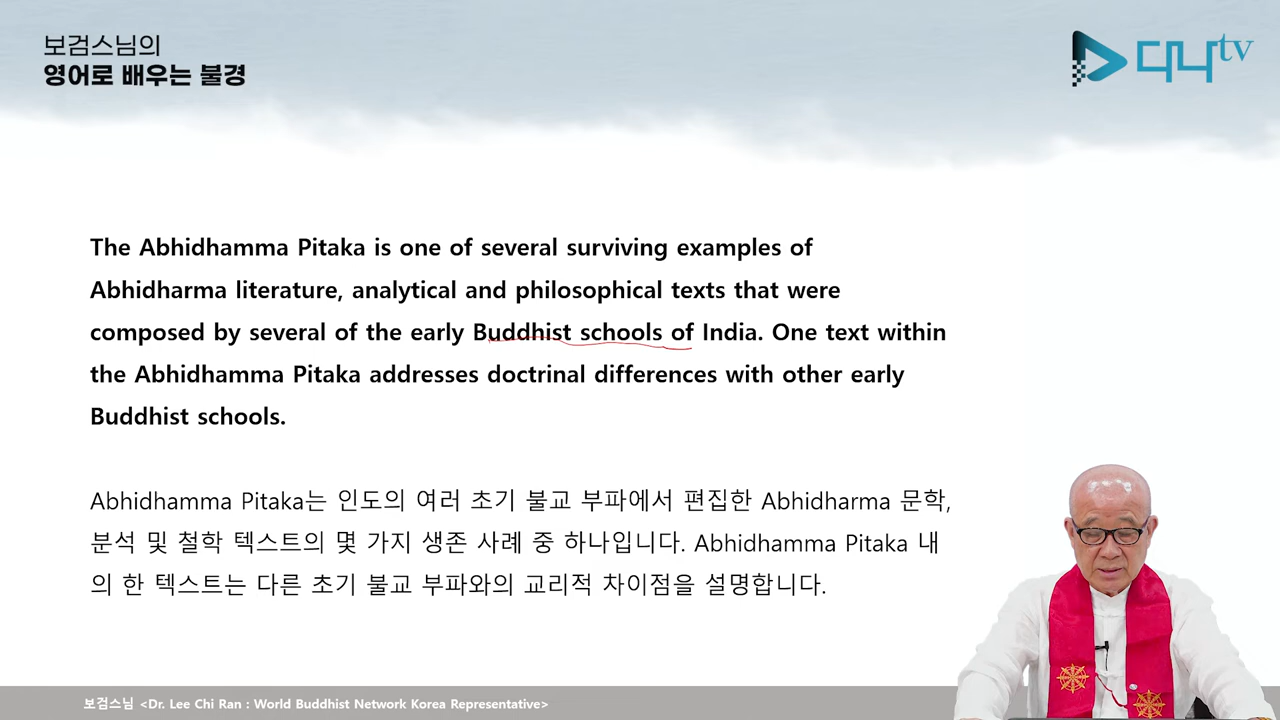 보검스님의
영어로 배우는 불경
다나tv
The Abhidhamma Pitaka is one of several surviving examples of
Abhidharma literature, analytical and philosophical texts that were
composed by several of the early Buddhist schools of India. One text within
the Abhidhamma Pitaka addresses doctrinal differences with other early
Buddhist schools.
Abhidhamma Pitaka는 인도의 여러 초기 불교 부파에서 편집한 Abhidharma 문학,
분석 및 철학 텍스트의 몇 가지 생존 사례 중 하나입니다. Abhidhamma Pitaka 내
의 한 텍스트는 다른 초기 불교 부파와의 교리적 차이점을 설명합니다.
보검스님 <Dr. Lee Chi Ran : World Buddhist Network Korea Representative>